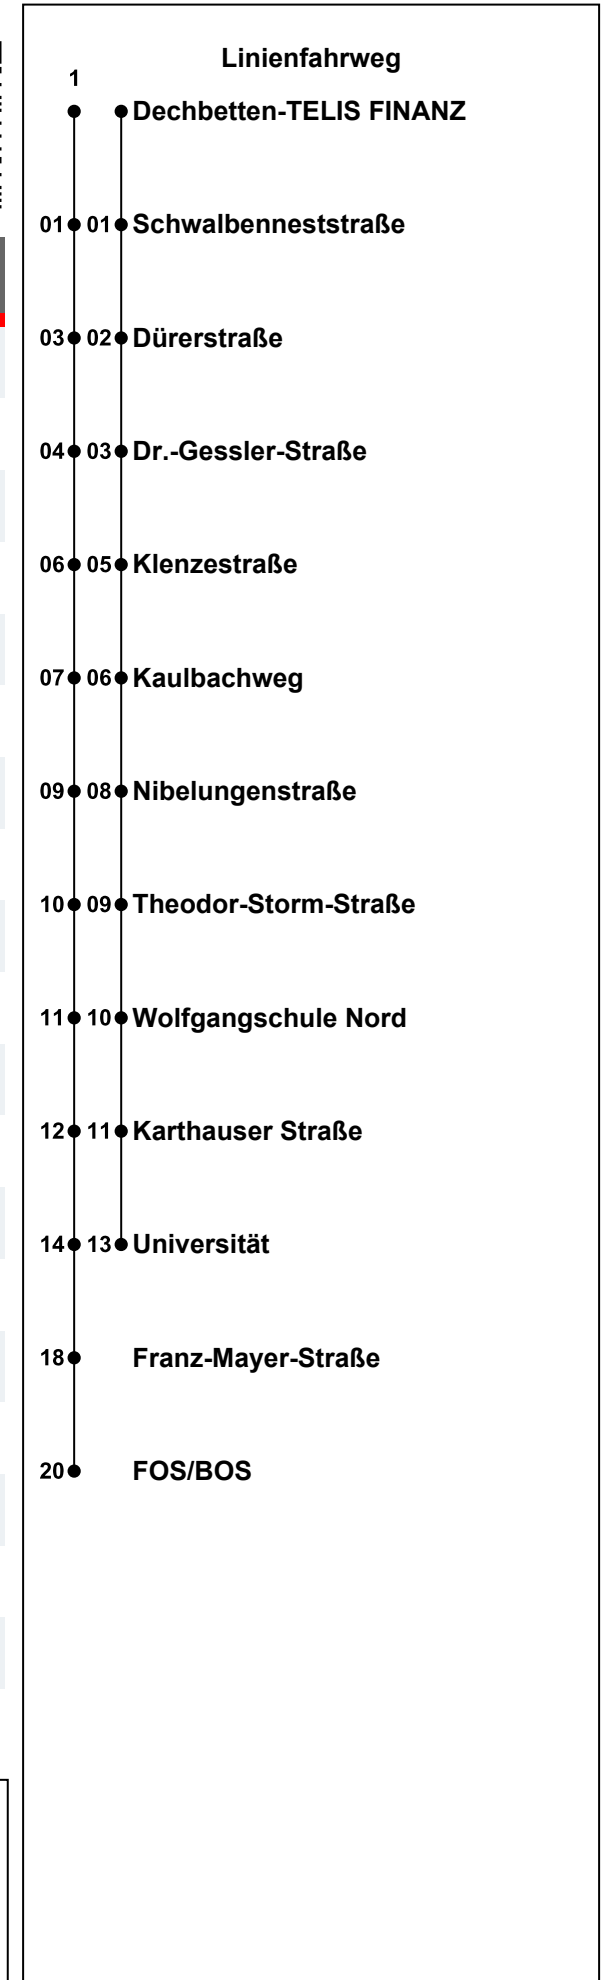 Linienfahrweg
1
Dechbetten-TELIS FINANZ
01 01 Schwalbenneststraße
03 02 Dürerstraße
04 03 Dr.-Gessler-Straße
06 05 Klenzestraße
07 06 Kaulbachweg
09 08 Nibelungenstraße
10 09 Theodor-Storm-Straße
11 10 Wolfgangschule Nord
12 11 Karthauser Straße
14 13 Universität
18 Franz-Mayer-Straße
20 FOS/BOS